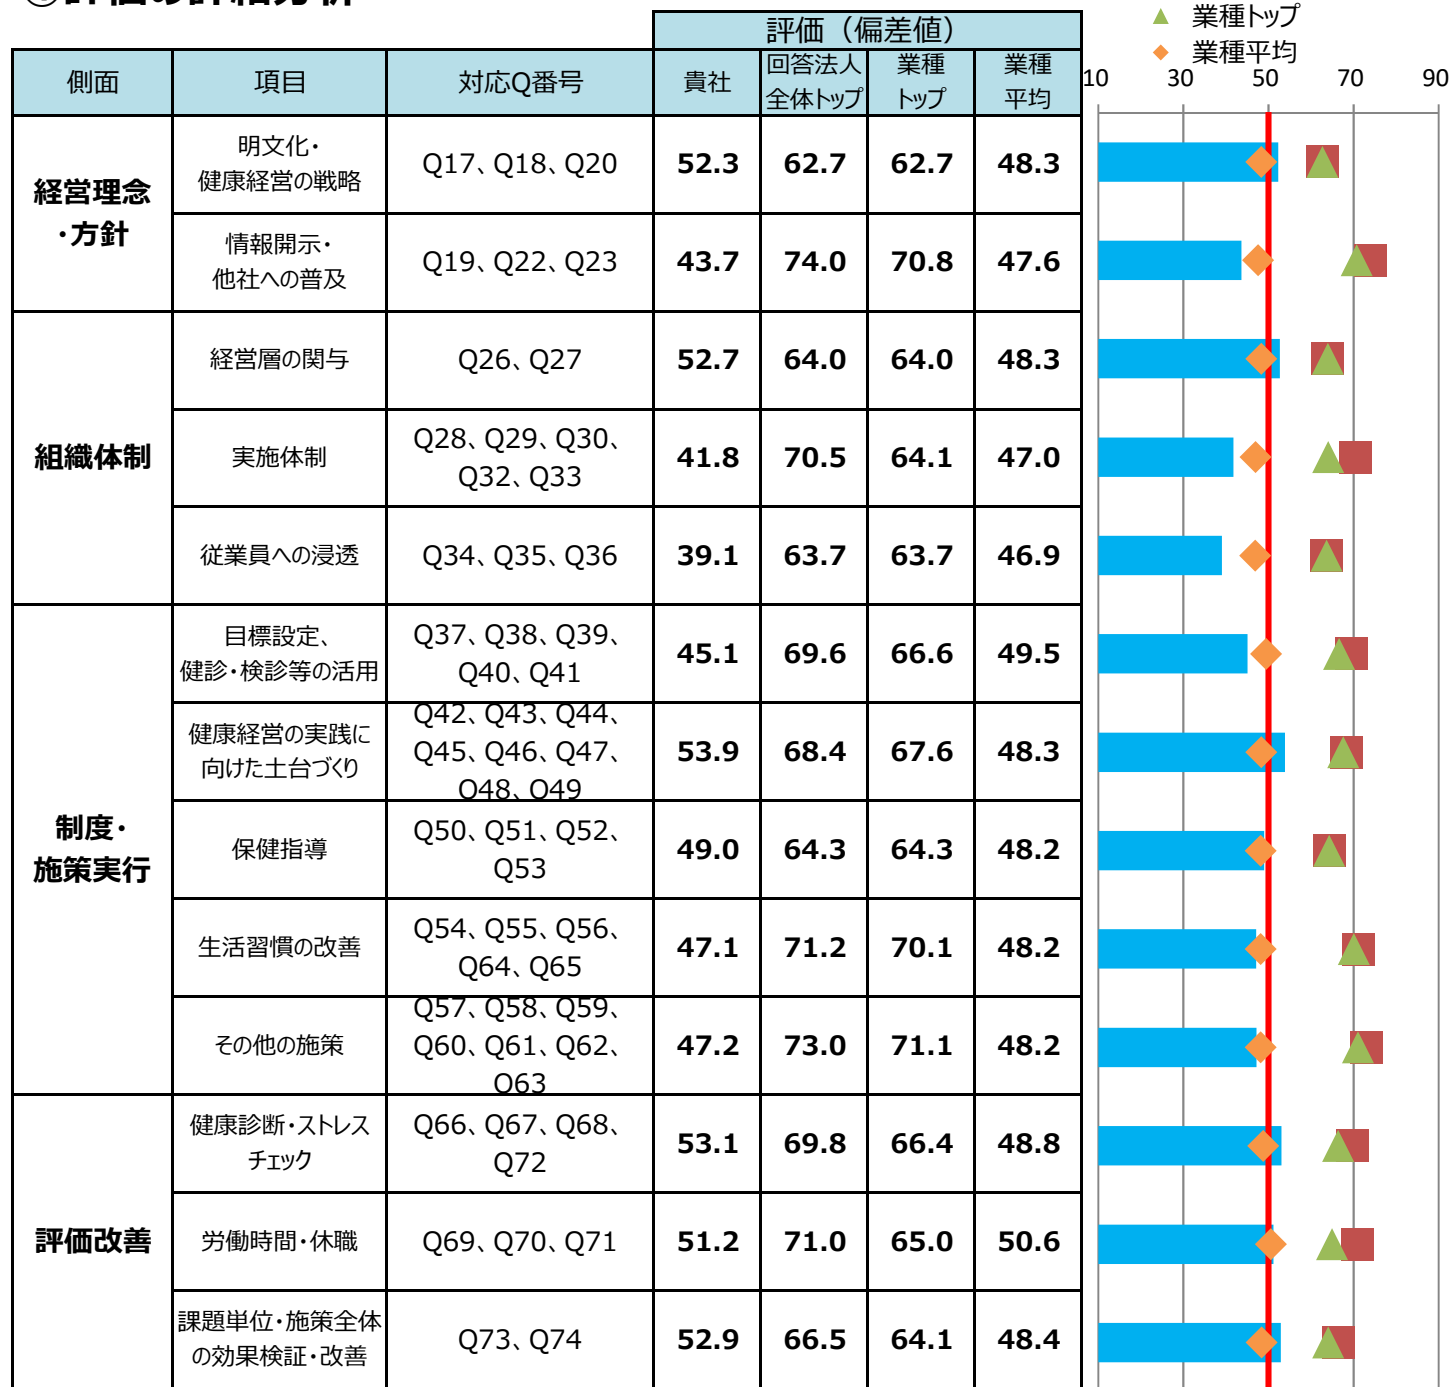 評価の詳細分析
▲ 業種トップ
◆ 業種平均
評価（偏差値）
側面 項目 対応Q番号 貴社 回答法人 業種 業種
全体トップ トップ 平均
10 30 50 70 90
経営理念
・方針
明文化・
健康経営の戦略
Q17、Q18、Q20 52.3 62.7 62.7 48.3
情報開示・
他社への普及
Q19、Q22、Q23 43.7 74.0 70.8 47.6
組織体制
経営層の関与 Q26、Q27 52.7 64.0 64.0 48.3
実施体制
Q28、Q29、Q30、
Q32、Q33
41.8 70.5 64.1 47.0
従業員への浸透 Q34、Q35、Q36 39.1 63.7 63.7 46.9
制度・
施策実行
目標設定、
健診・検診等の活用
Q37、Q38、Q39、
Q40、Q41
45.1 69.6 66.6 49.5
健康経営の実践に
向けた土台づくり
Q42、Q43、Q44、
Q45、Q46、Q47、
Q48、Q49
53.9 68.4 67.6 48.3
保健指導
Q50、Q51、Q52、
Q53
49.0 64.3 64.3 48.2
生活習慣の改善
Q54、Q55、Q56、
Q64、Q65
47.1 71.2 70.1 48.2
その他の施策
Q57、Q58、Q59、
Q60、Q61、Q62、
Q63
47.2 73.0 71.1 48.2
評価改善
健康診断・ストレス
チェック
Q66、Q67、Q68、
Q72
53.1 69.8 66.4 48.8
労働時間・休職 Q69、Q70、Q71 51.2 71.0 65.0 50.6
課題単位・施策全体
の効果検証・改善
Q73、Q74 52.9 66.5 64.1 48.4